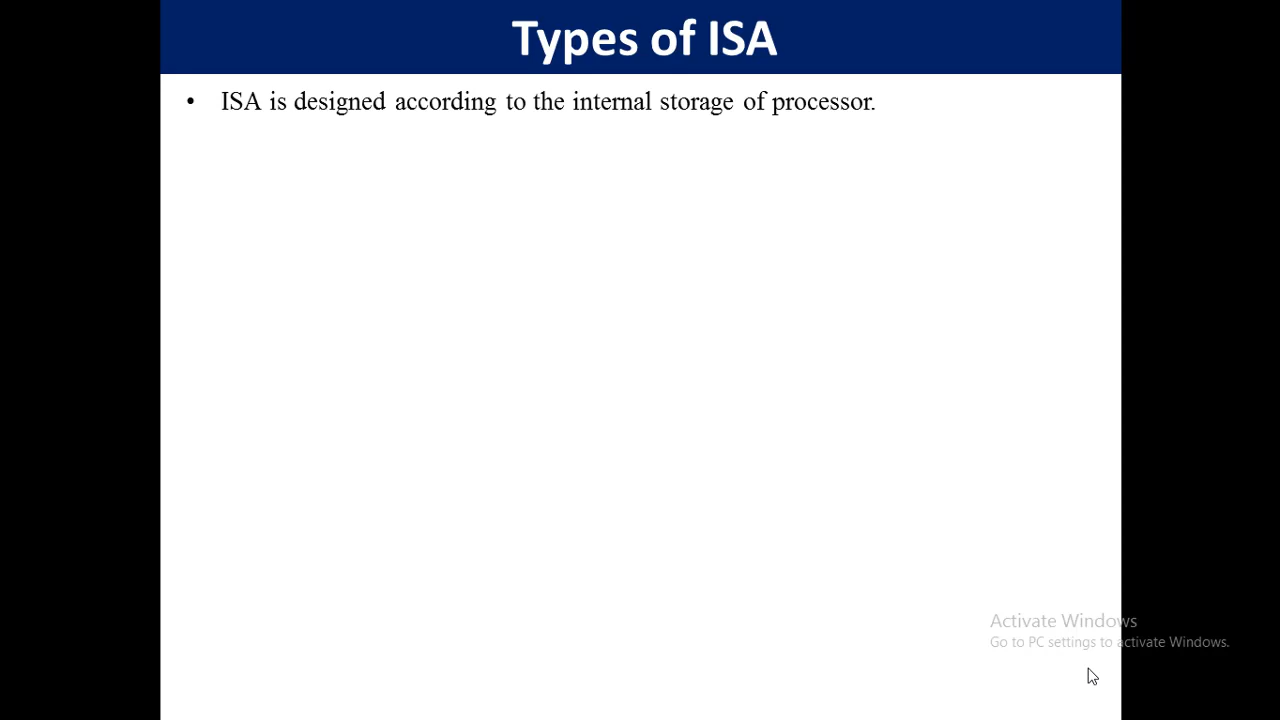 Types of ISA
• ISA is designed according to the internal storage of processor.
Activate Windows
Go to PC settings to activate Windows.